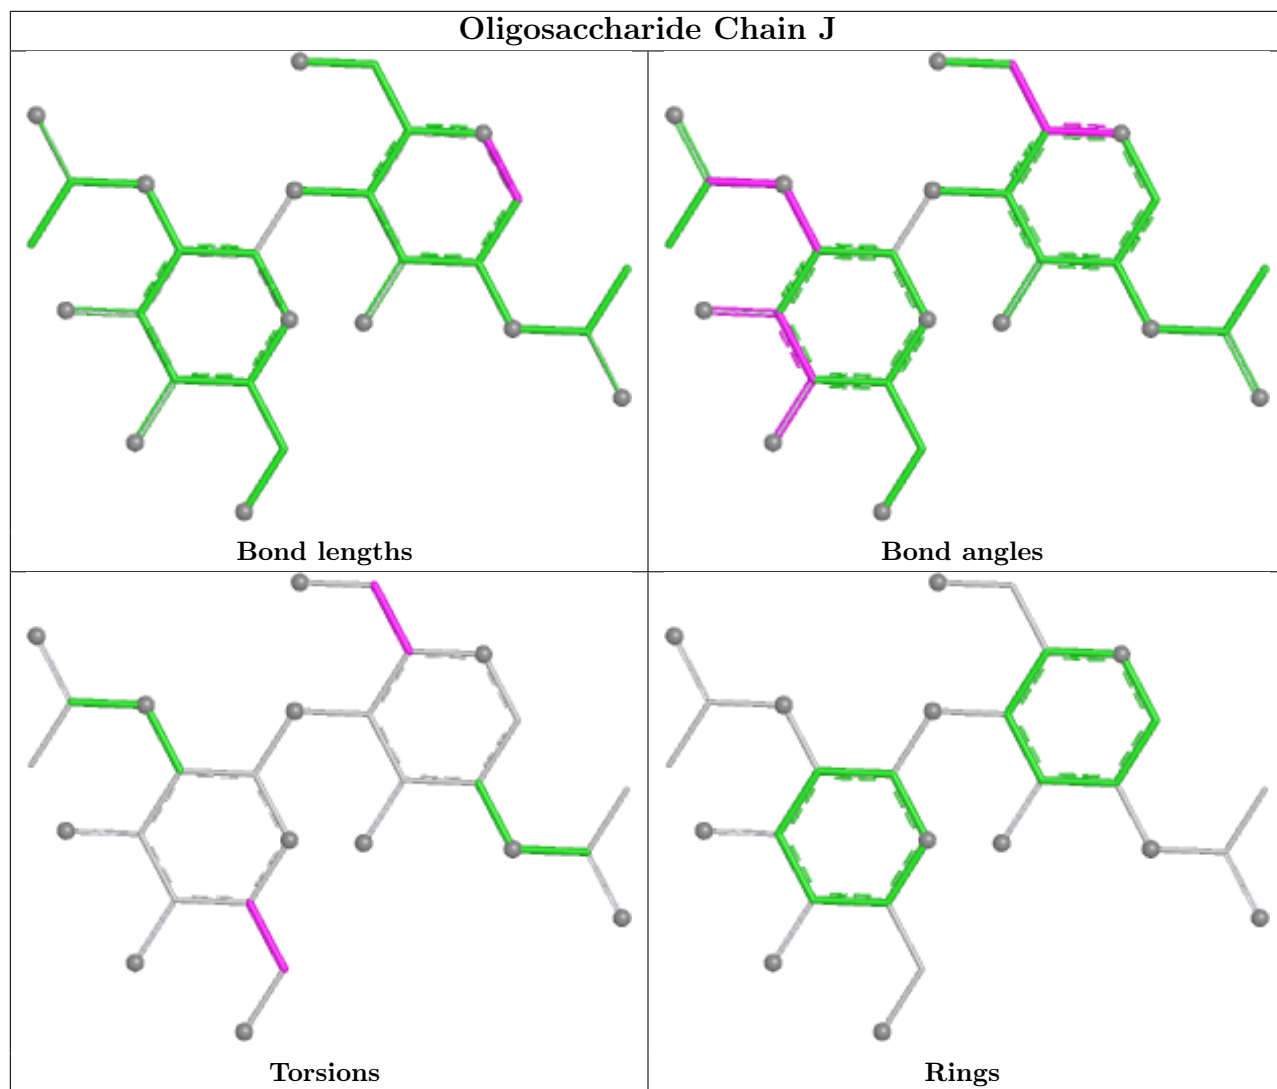 Oligosaccharide Chain J
Bond lengths
Bond angles
Torsions
Rings